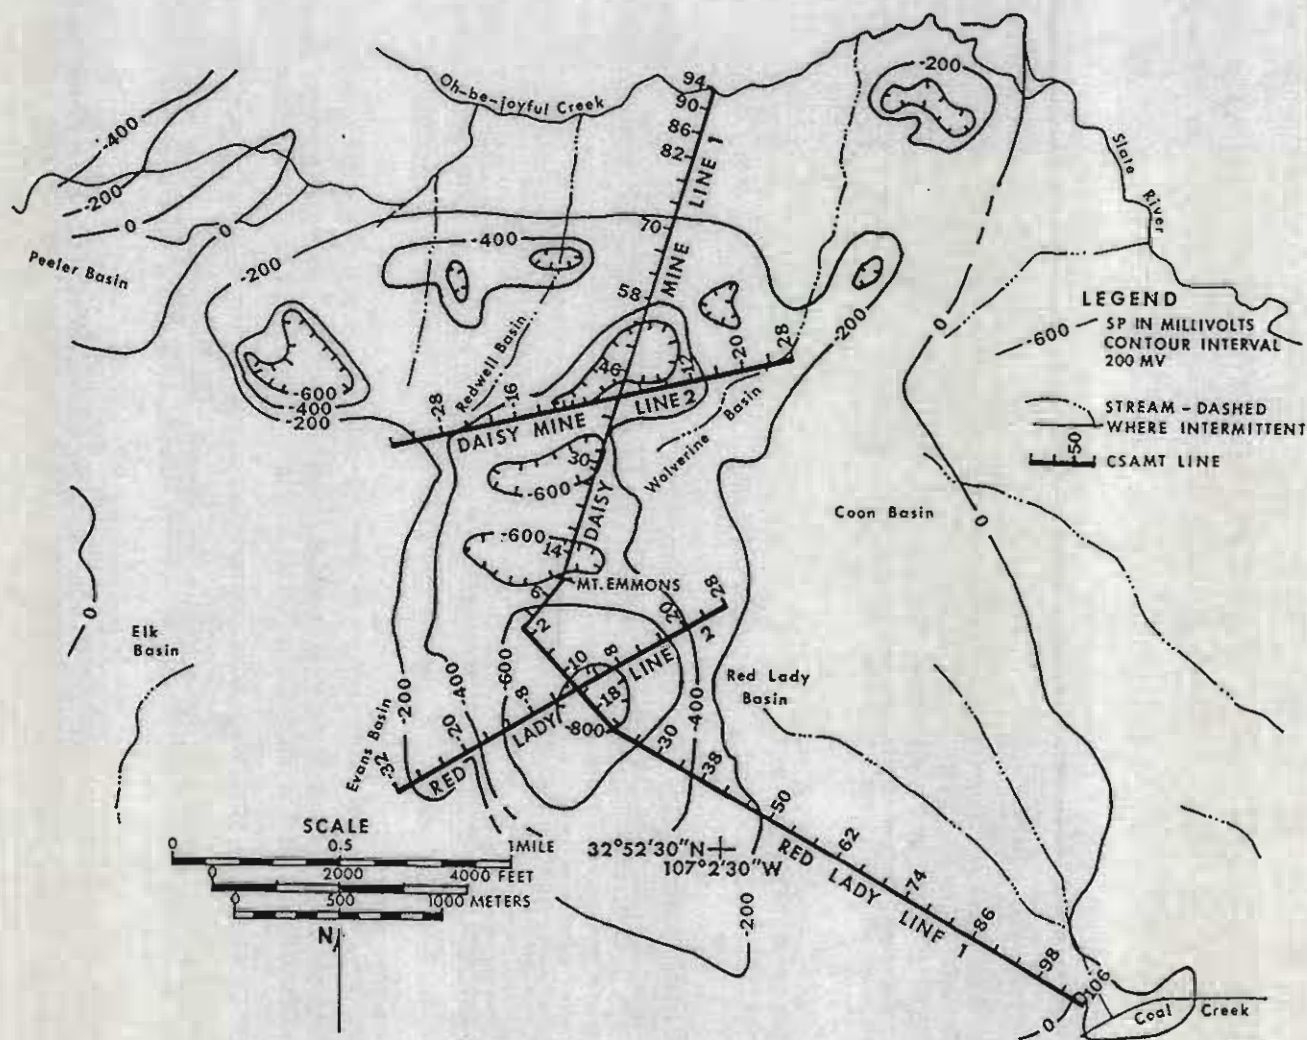 -200
94
Oh-be-joyful Creek
90
86
82
-400
LINE 1
Slate River
-200
0
0
70
-400
-200
Peeler Basin
MINE
58
LEGEND
-600
SP IN MILLIVOLTS
CONTOUR INTERVAL
200 MV
0
-200
28
-20
-12
46
Redwell Basin
-600
-400
-200
-28
-16
LINE 2
Basin
STREAM - DASHED
WHERE INTERMITTENT
DAISY MINE
50
CSAMT LINE
30
Wolverine
-600
DAISY
Coon Basin
0
-600
14
MT. EMMONS
6
28
20
0
2
2
Elk
Basin
10
8
LINE
-600
-400
Red Lady
Basin
-200
-8
-18
-400
-20
LADY
-800
-30
Evans Basin
-32
RED
-38
50
SCALE
0
0.5
1MILE
32°52'30"N
107°2'30"W
RED
62
0
2000
4000 FEET
LADY
74
0
500
1000 METERS
LINE
86
N
-200
1
98
106
0
Coal Creek